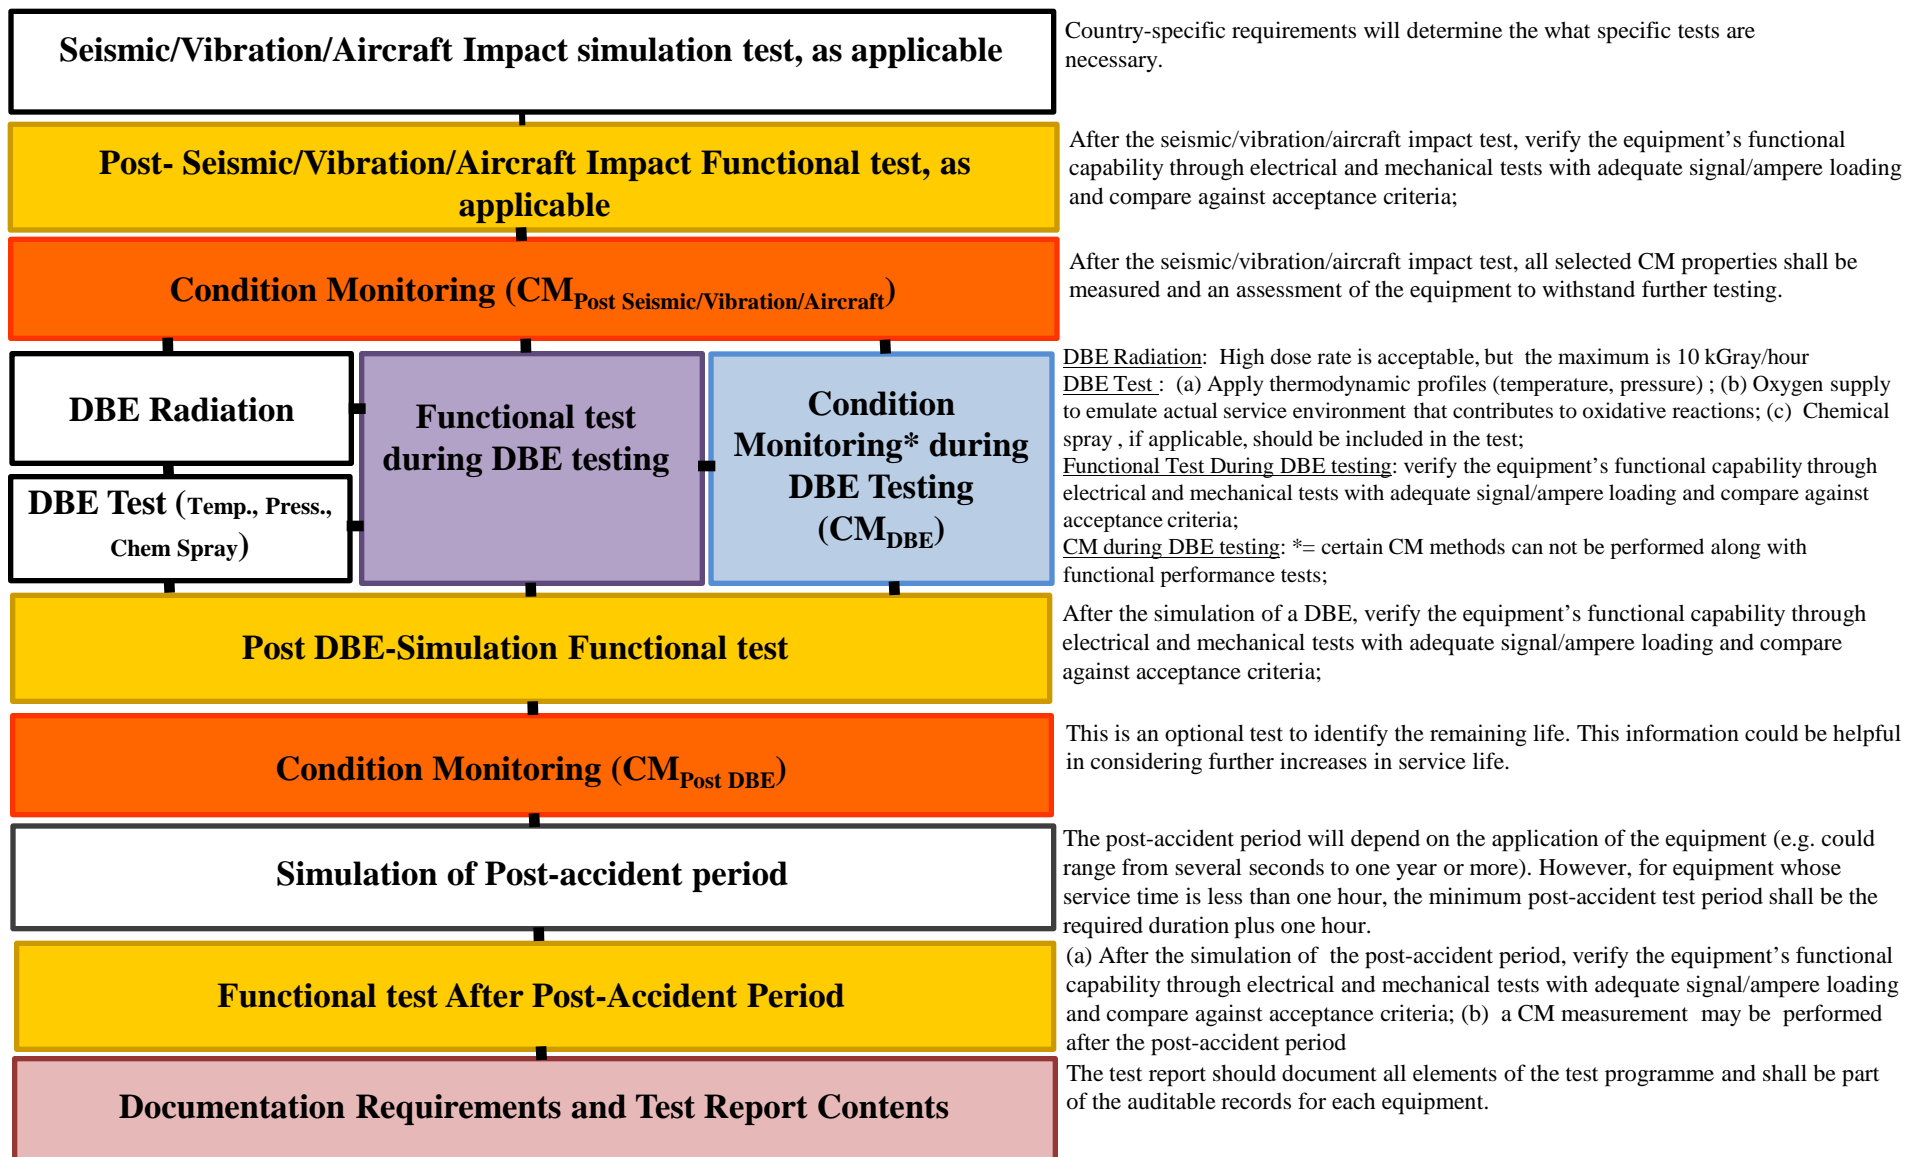 Seismic/Vibration/Aircraft Impact simulation test, as applicable
Country-specific requirements will determine the what specific tests are
necessary.
Post- Seismic/Vibration/Aircraft Impact Functional test, as
applicable
After the seismic/vibration/aircraft impact test, verify the equipment’s functional
capability through electrical and mechanical tests with adequate signal/ampere loading
and compare against acceptance criteria;
Condition Monitoring (CMPost Seismic/Vibration/Aircraft)
After the seismic/vibration/aircraft impact test, all selected CM properties shall be
measured and an assessment of the equipment to withstand further testing.
DBE Radiation
DBE Test (Temp., Press.,
Chem Spray)
Functional test
during DBE testing
Condition
Monitoring* during
DBE Testing
(CMDBE)
DBE Radiation: High dose rate is acceptable, but the maximum is 10 kGray/hour
DBE Test : (a) Apply thermodynamic profiles (temperature, pressure) ; (b) Oxygen supply
to emulate actual service environment that contributes to oxidative reactions; (c) Chemical
spray , if applicable, should be included in the test;
Functional Test During DBE testing: verify the equipment’s functional capability through
electrical and mechanical tests with adequate signal/ampere loading and compare against
acceptance criteria;
CM during DBE testing: *= certain CM methods can not be performed along with
functional performance tests;
Post DBE-Simulation Functional test
After the simulation of a DBE, verify the equipment’s functional capability through
electrical and mechanical tests with adequate signal/ampere loading and compare
against acceptance criteria;
Condition Monitoring (CMPost DBE)
This is an optional test to identify the remaining life. This information could be helpful
in considering further increases in service life.
Simulation of Post-accident period
The post-accident period will depend on the application of the equipment (e.g. could
range from several seconds to one year or more). However, for equipment whose
service time is less than one hour, the minimum post-accident test period shall be the
required duration plus one hour.
Functional test After Post-Accident Period
(a) After the simulation of the post-accident period, verify the equipment’s functional
capability through electrical and mechanical tests with adequate signal/ampere loading
and compare against acceptance criteria; (b) a CM measurement may be performed
after the post-accident period
Documentation Requirements and Test Report Contents
The test report should document all elements of the test programme and shall be part
of the auditable records for each equipment.